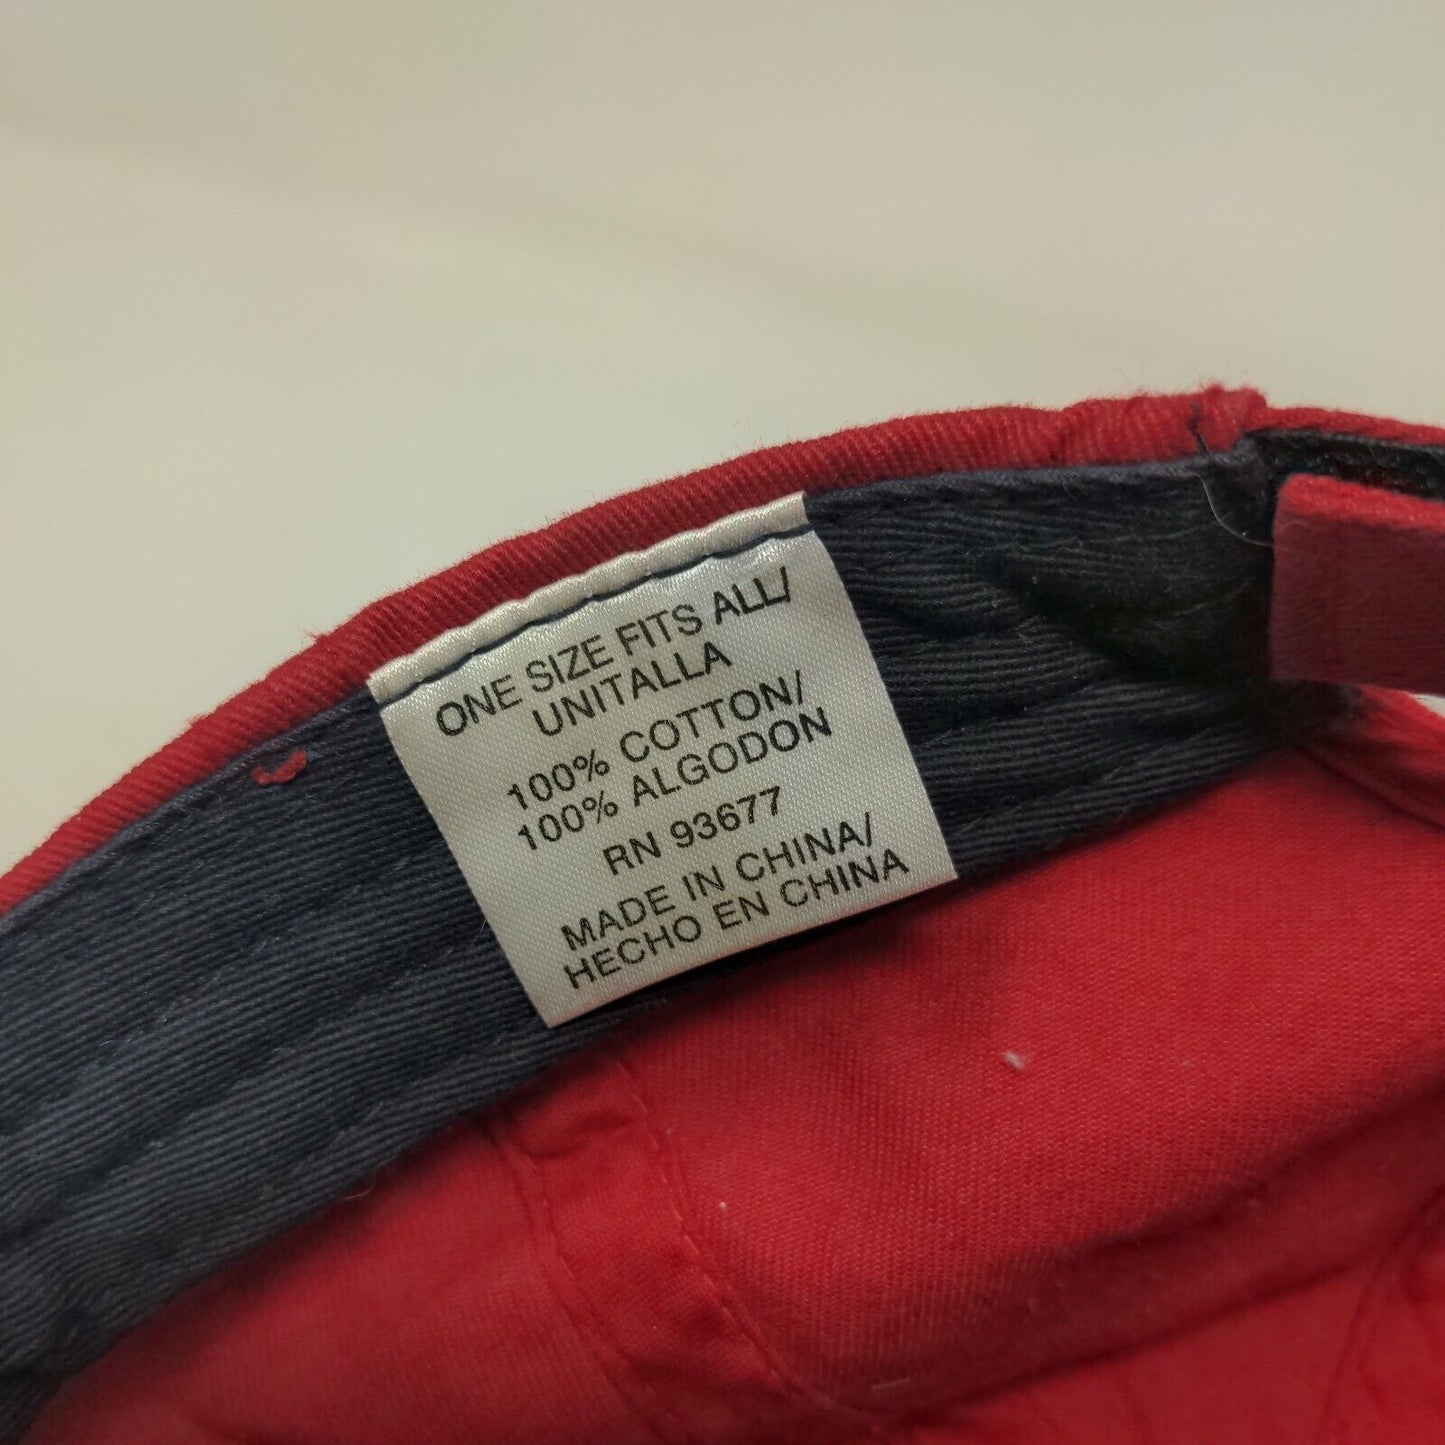 ONE SIZE FITS ALL/
UNITALLA
100% COTTON/
100% ALGODON
RN 93677
MADE IN CHINA/
HECHO EN CHINA